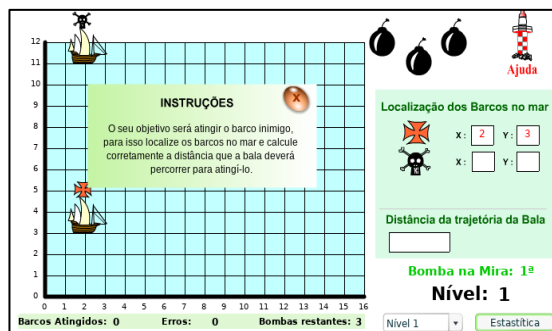 12
11
10
9
8
7
6
5
4
3
2
1
0
0 1 2 3 4 5 6 7 8 9 10 11 12 13 14 15 16
INSTRUÇÕES
X
O seu objetivo será atingir o barco inimigo,
para isso localize os barcos no mar e calcule
corretamente a distância que a bala deverá
percorrer para atingí-lo.
Barcos Atingidos: 0 Erros: 0 Bombas restantes: 3
Ajuda
Localização dos Barcos no mar
X: 2 Y: 3
X: Y:
Distância da trajetória da Bala
Bomba na Mira: 1ª
Nível: 1
Nível 1 Estastítica